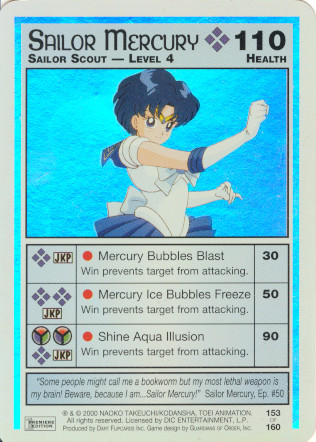 SAILOR MERCURY 110
SAILOR SCOUT — LEVEL 4 HEALTH
JKP Mercury Bubbles Blast 30
Win prevents target from attacking.
Mercury Ice Bubbles Freeze 50
JKP Win prevents target from attacking.
Shine Aqua Illusion 90
JKP Win prevents target from attacking.
"Some people might call me a bookworm but my most lethal weapon is
my brain! Beware, because I am...Sailor Mercury!" Sailor Mercury, Ep. #50
PREMIERE
EDITION
® & © 2000 NAOKO TAKEUCHI/KODANSHA, TOEI ANIMATION.
All rights reserved. Licensed by DIC ENTERTAINMENT, L.P.
Produced by DART FLIPCARDS INC. Game design by GUARDIANS OF ORDER, INC.
153
OF
160